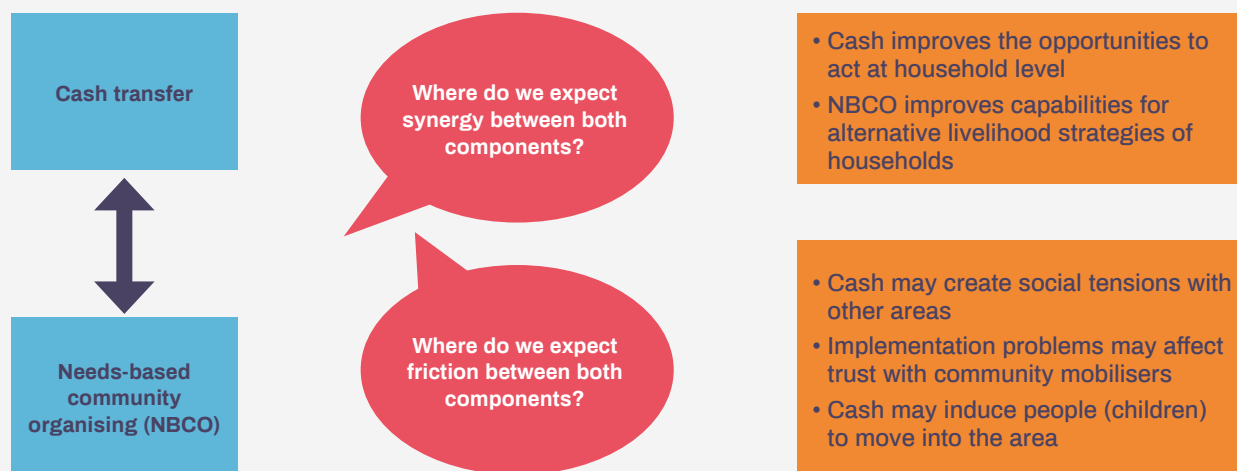 Cash transfer
Where do we expect
synergy between both
components?
• Cash improves the opportunities to
act at household level
• NBCO improves capabilities for
alternative livelihood strategies of
households
Needs-based
community
organising (NBCO)
Where do we expect
friction between both
components?
• Cash may create social tensions with
other areas
• Implementation problems may affect
trust with community mobilisers
• Cash may induce people (children)
to move into the area